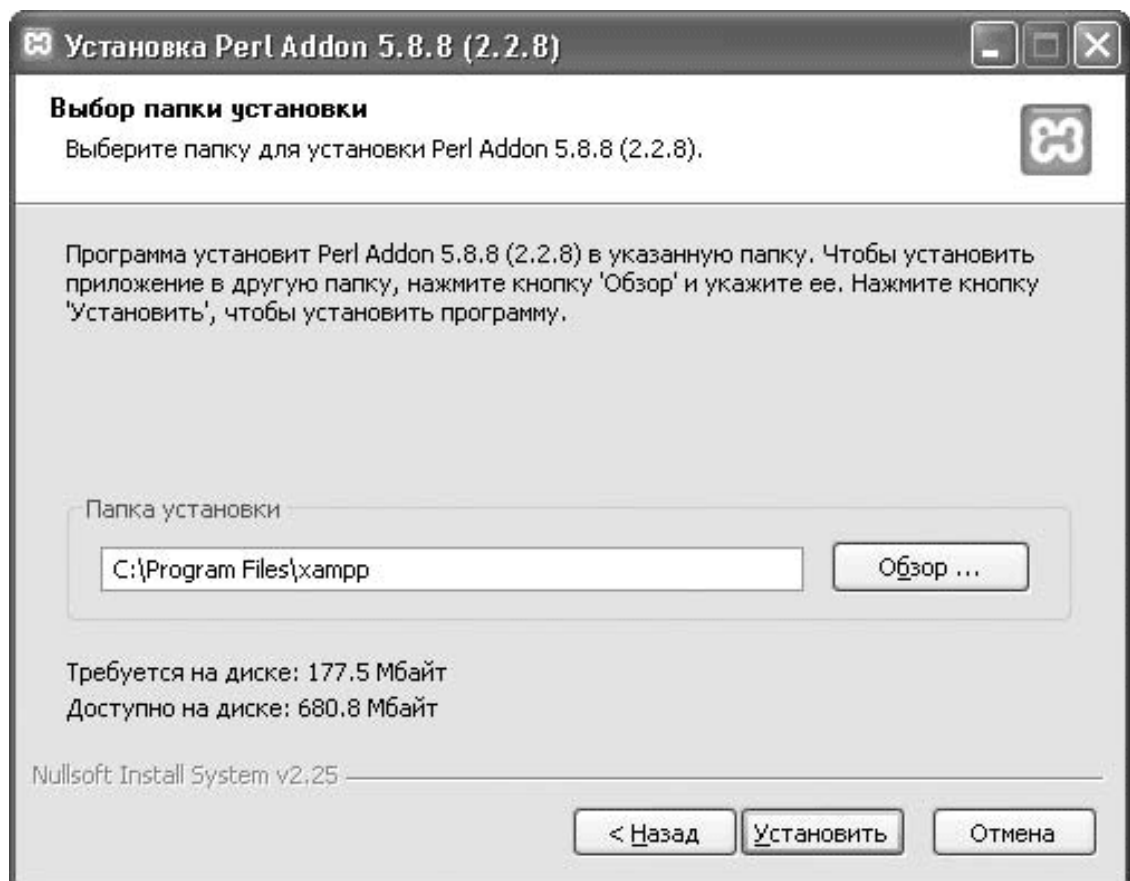 Установка Perl Addon 5.8.8 (2.2.8)
Выбор папки установки
Выберите папку для установки Perl Addon 5.8.8 (2.2.8).
Программа установит Perl Addon 5.8.8 (2.2.8) в указанную папку. Чтобы установить
приложение в другую папку, нажмите кнопку 'Обзор' и укажите ее. Нажмите кнопку
'Установить', чтобы установить программу.
Папка установки
C:\Program Files\xampp
Обзор ...
Требуется на диске: 177.5 Мбайт
Доступно на диске: 680.8 Мбайт
Nullsoft Install System v2.25
< Назад
Установить
Отмена